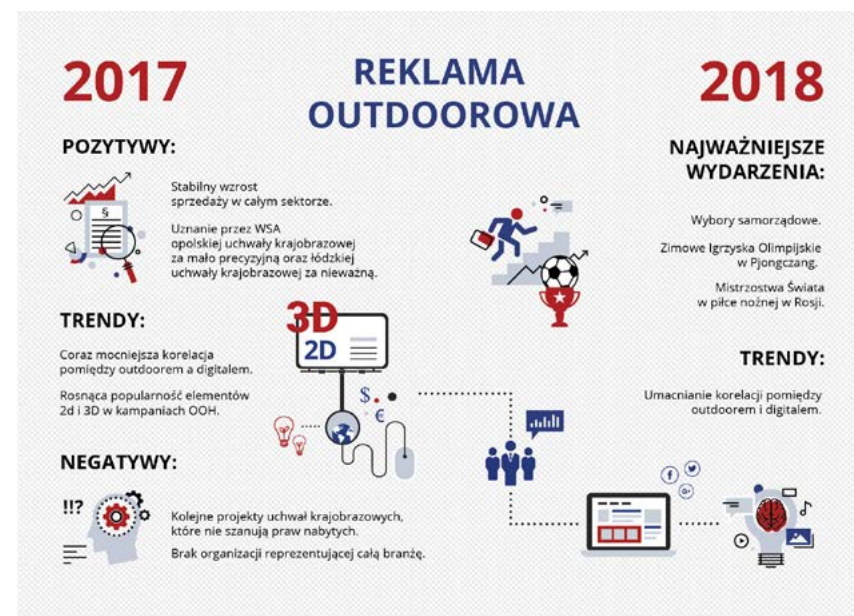 2017
REKLAMA
OUTDOOROWA
2018
POZYTYWY:
Stabilny wzrost
sprzedaży w całym sektorze.
Uznanie przez WSA
opolskiej uchwały krajobrazowej
za mało precyzyjną oraz łódzkiej
uchwały krajobrazowej za nieważną.
§
TRENDY:
Coraz mocniejsza korelacja
pomiędzy outdoorem a digitalem.
Rosnąca popularność elementów
2d i 3D w kampaniach OOH.
3D
2D
$
€
NEGATYWY:
!!?
Kolejne projekty uchwał krajobrazowych,
które nie szanują praw nabytych.
Brak organizacji reprezentującej całą branżę.
NAJWAŻNIEJSZE
WYDARZENIA:
Wybory samorządowe.
Zimowe Igrzyska Olimpijskie
w Pjongczang.
Mistrzostwa Świata
w piłce nożnej w Rosji.
TRENDY:
Umacnianie korelacji pomiędzy
outdoorem i digitalem.
f
G+